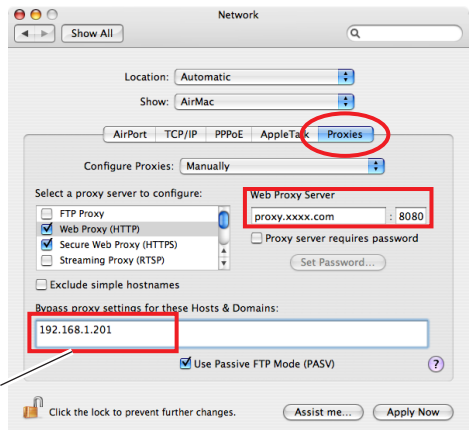 Network
Show All
Location: Automatic
Show: AirMac
AirPort TCP/IP PPPoE AppleTalk Proxies
Configure Proxies: Manually
Select a proxy server to configure:
Web Proxy Server
FTP Proxy
Web Proxy (HTTP)
Secure Web Proxy (HTTPS)
Streaming Proxy (RTSP)
proxy.xxxx.com : 8080
Proxy server requires password
Set Password...
Exclude simple hostnames
Bypass proxy settings for these Hosts & Domains:
192.168.1.201
Use Passive FTP Mode (PASV)
?
Click the lock to prevent further changes.
Assist me...
Apply Now